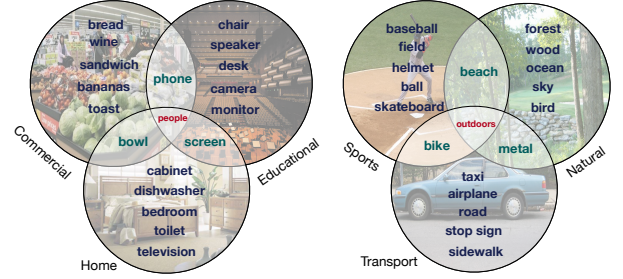 bread
wine
sandwich
bananas
toast
phone
chair
speaker
desk
camera
monitor
people
bowl
screen
Commercial
Educational
cabinet
dishwasher
bedroom
toilet
television
Home
baseball
field
helmet
ball
skateboard
beach
forest
wood
ocean
sky
bird
outdoors
bike
metal
Sports
Natural
taxi
airplane
road
stop sign
sidewalk
Transport